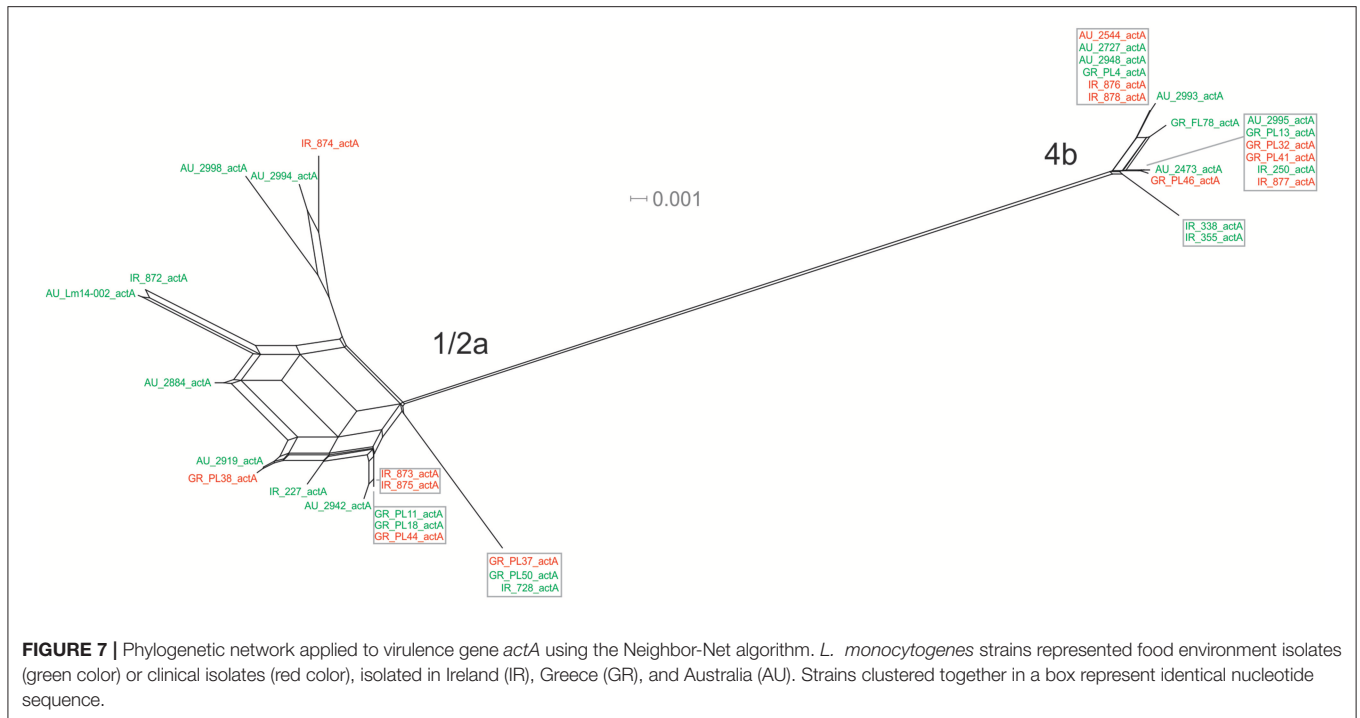 AU_2544_actA
AU_2727_actA
AU_2948_actA
GR_PL4_actA
IR_876_actA
IR_878_actA
AU_2993_actA
GR_FL78_actA
AU_2995_actA
GR_PL13_actA
GR_PL32_actA
GR_PL41_actA
IR_250_actA
IR_877_actA
4b
AU_2473_actA
GR_PL46_actA
IR_338_actA
IR_355_actA
IR_874_actA
AU_2998_actA
AU_2994_actA
0.001
IR_872_actA
AU_Lm14-002_actA
1/2a
AU_2884_actA
AU_2919_actA
GR_PL38_actA
IR_227_actA
AU_2942_actA
IR_873_actA
IR_875_actA
GR_PL11_actA
GR_PL18_actA
GR_PL44_actA
GR_PL37_actA
GR_PL50_actA
IR_728_actA
FIGURE 7 | Phylogenetic network applied to virulence gene actA using the Neighbor-Net algorithm. L. monocytogenes strains represented food environment isolates
(green color) or clinical isolates (red color), isolated in Ireland (IR), Greece (GR), and Australia (AU). Strains clustered together in a box represent identical nucleotide
sequence.